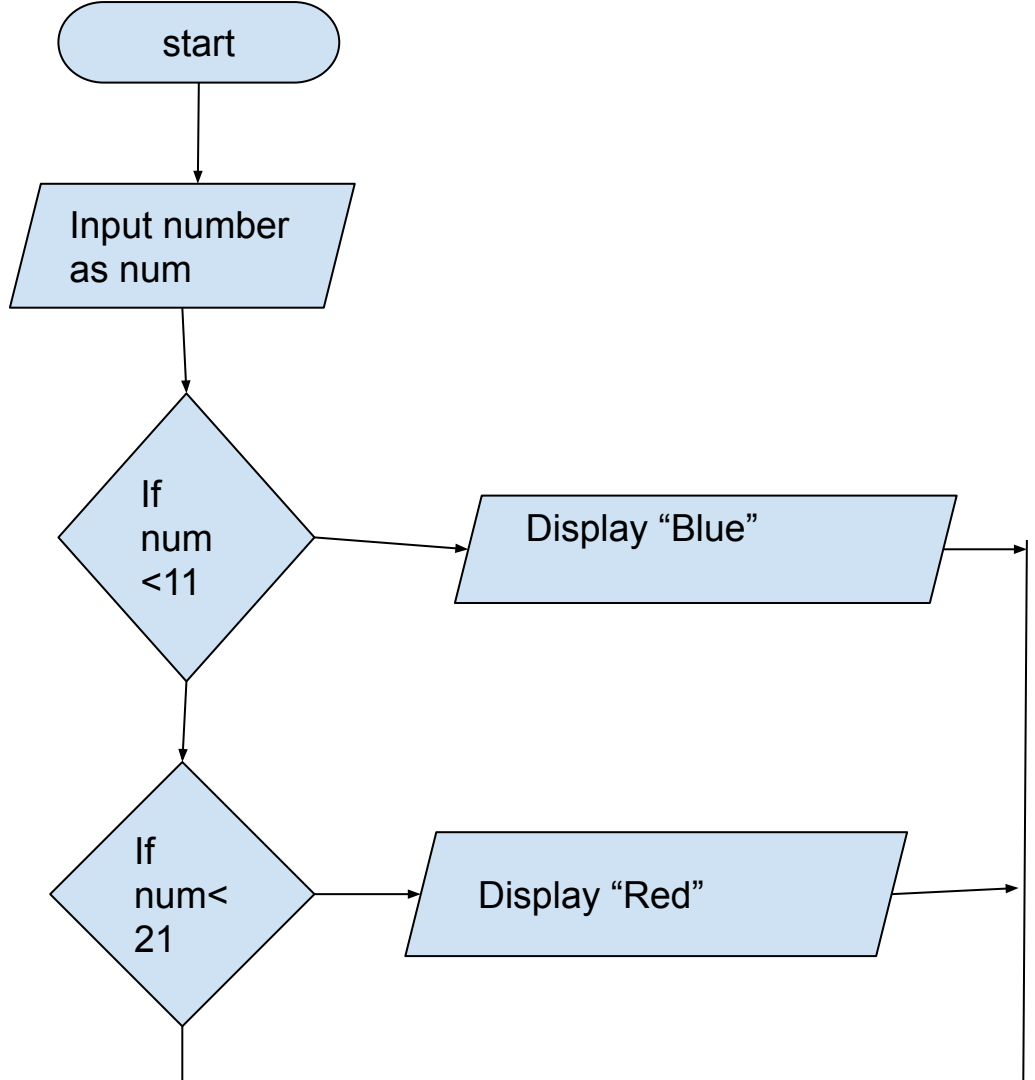 start
Input number
as num
If
num
<11
Display “Blue”
If
num<
21
Display “Red”